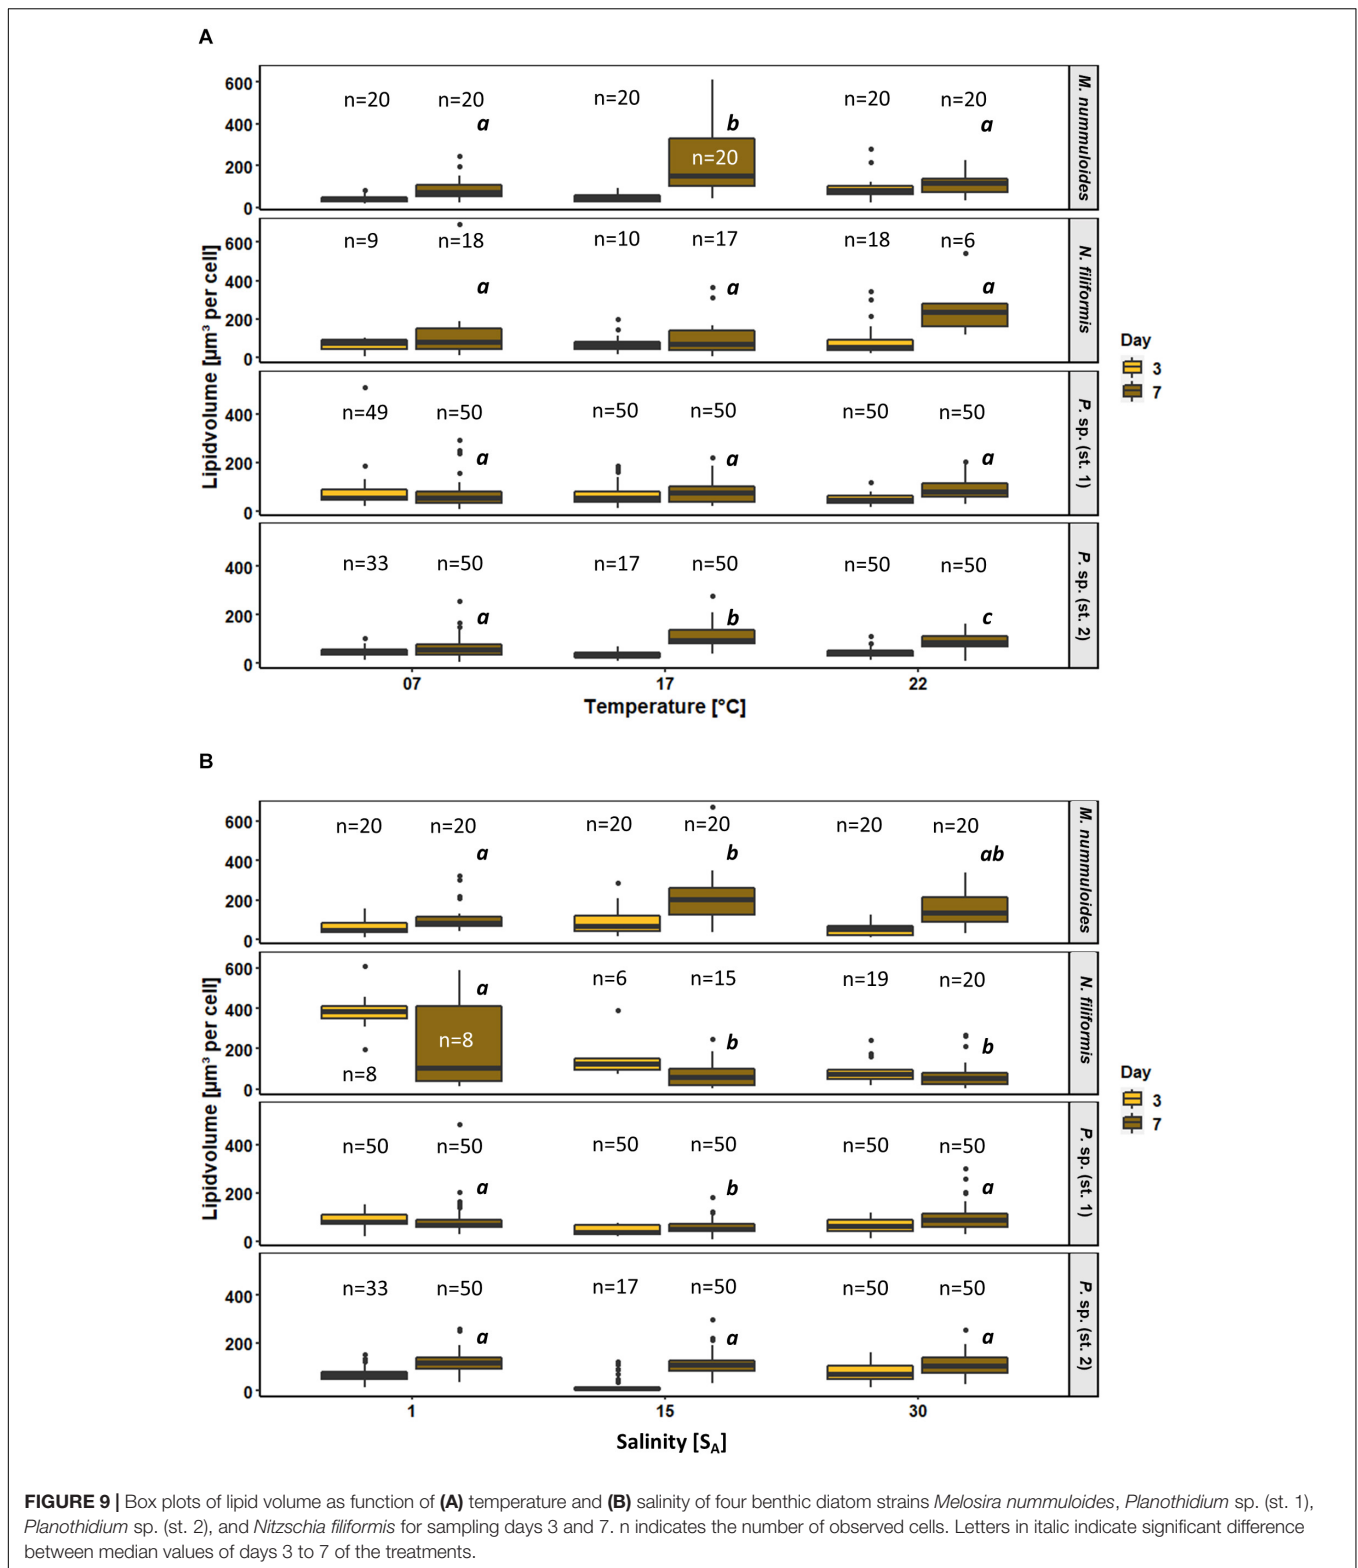 A
n=20 n=20 n=20 n=20 n=20 n=20
a b a
600
400
200
0
M. nummuloides
n=9 n=18 n=10 n=17 n=18 n=6
a a a
600
400
200
0
N. filiformis
n=49 n=50 n=50 n=50 n=50 n=50
a a a
400
200
0
P. sp. (st. 1)
n=33 n=50 n=17 n=50 n=50 n=50
a b c
400
200
0
P. sp. (st. 2)
Lipidvolume [µm³ per cell]
07 17 22
Temperature [°C]
Day
3
7
B
n=20 n=20 n=20 n=20 n=20 n=20
a b ab
600
400
200
0
M. nummuloides
n=8 n=8 n=6 n=15 n=19 n=20
a b b
600
400
200
0
N. filiformis
n=50 n=50 n=50 n=50 n=50 n=50
a b a
400
200
0
P. sp. (st. 1)
n=33 n=50 n=17 n=50 n=50 n=50
a a a
400
200
0
P. sp. (st. 2)
Lipidvolume [µm³ per cell]
1 15 30
Salinity [S_A]
Day
3
7
FIGURE 9 | Box plots of lipid volume as function of (A) temperature and (B) salinity of four benthic diatom strains Melosira nummuloides, Planothidium sp. (st. 1),
Planothidium sp. (st. 2), and Nitzschia filiformis for sampling days 3 and 7. n indicates the number of observed cells. Letters in italic indicate significant difference
between median values of days 3 to 7 of the treatments.